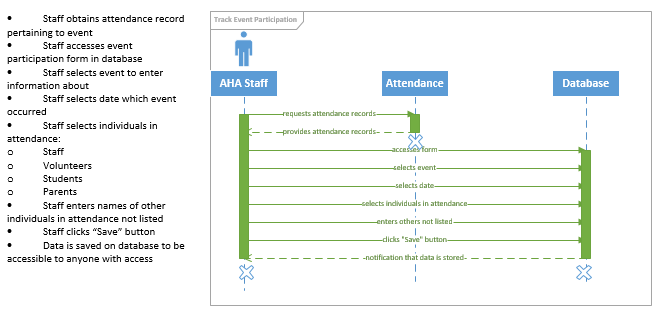 • Staff obtains attendance record
pertaining to event
• Staff accesses event
participation form in database
• Staff selects event to enter
information about
• Staff selects date which event
occurred
• Staff selects individuals in
attendance:
o Staff
o Volunteers
o Students
o Parents
• Staff enters names of other
individuals in attendance not listed
• Staff clicks “Save” button
• Data is saved on database to be
accessible to anyone with access
Track Event Participation
AHA Staff
Attendance
Database
requests attendance records
provides attendance records
accesses form
selects event
selects date
selects individuals in attendance
enters others not listed
clicks "Save" button
notification that data is stored